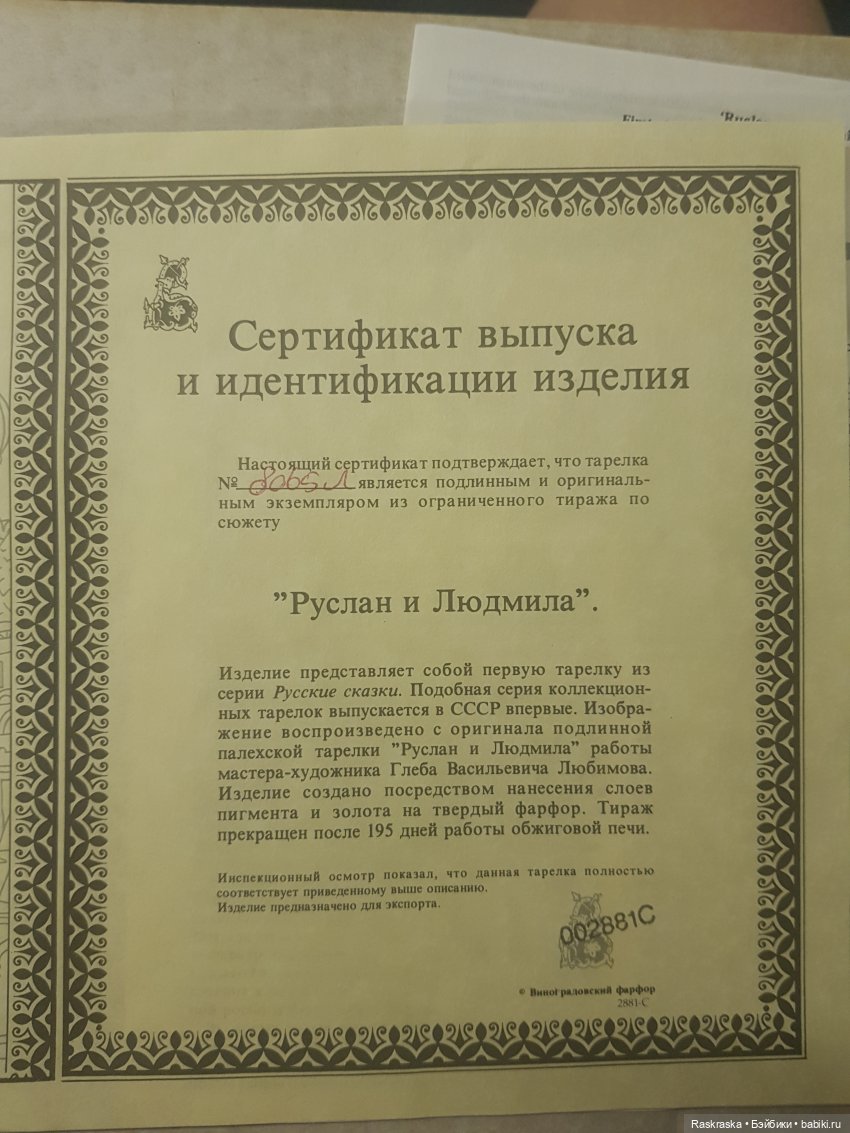 Сертификат выпуска
и идентификации изделия
Настоящий сертификат подтверждает, что тарелка
№ 8065 Л является подлинным и оригиналь-
ным экземпляром из ограниченного тиража по
сюжету
"Руслан и Людмила".
Изделие представляет собой первую тарелку из
серии Русские сказки. Подобная серия коллекцион-
ных тарелок выпускается в СССР впервые. Изобра-
жение воспроизведено с оригинала подлинной
палехской тарелки "Руслан и Людмила" работы
мастера-художника Глеба Васильевича Любимова.
Изделие создано посредством нанесения слоев
пигмента и золота на твердый фарфор. Тираж
прекращен после 195 дней работы обжиговой печи.
Инспекционный осмотр показал, что данная тарелка полностью
соответствует приведенному выше описанию.
Изделие предназначено для экспорта.
002881C
© Виноградовский фарфор
2881-C
Raskraska • Бэйбики • babiki.ru